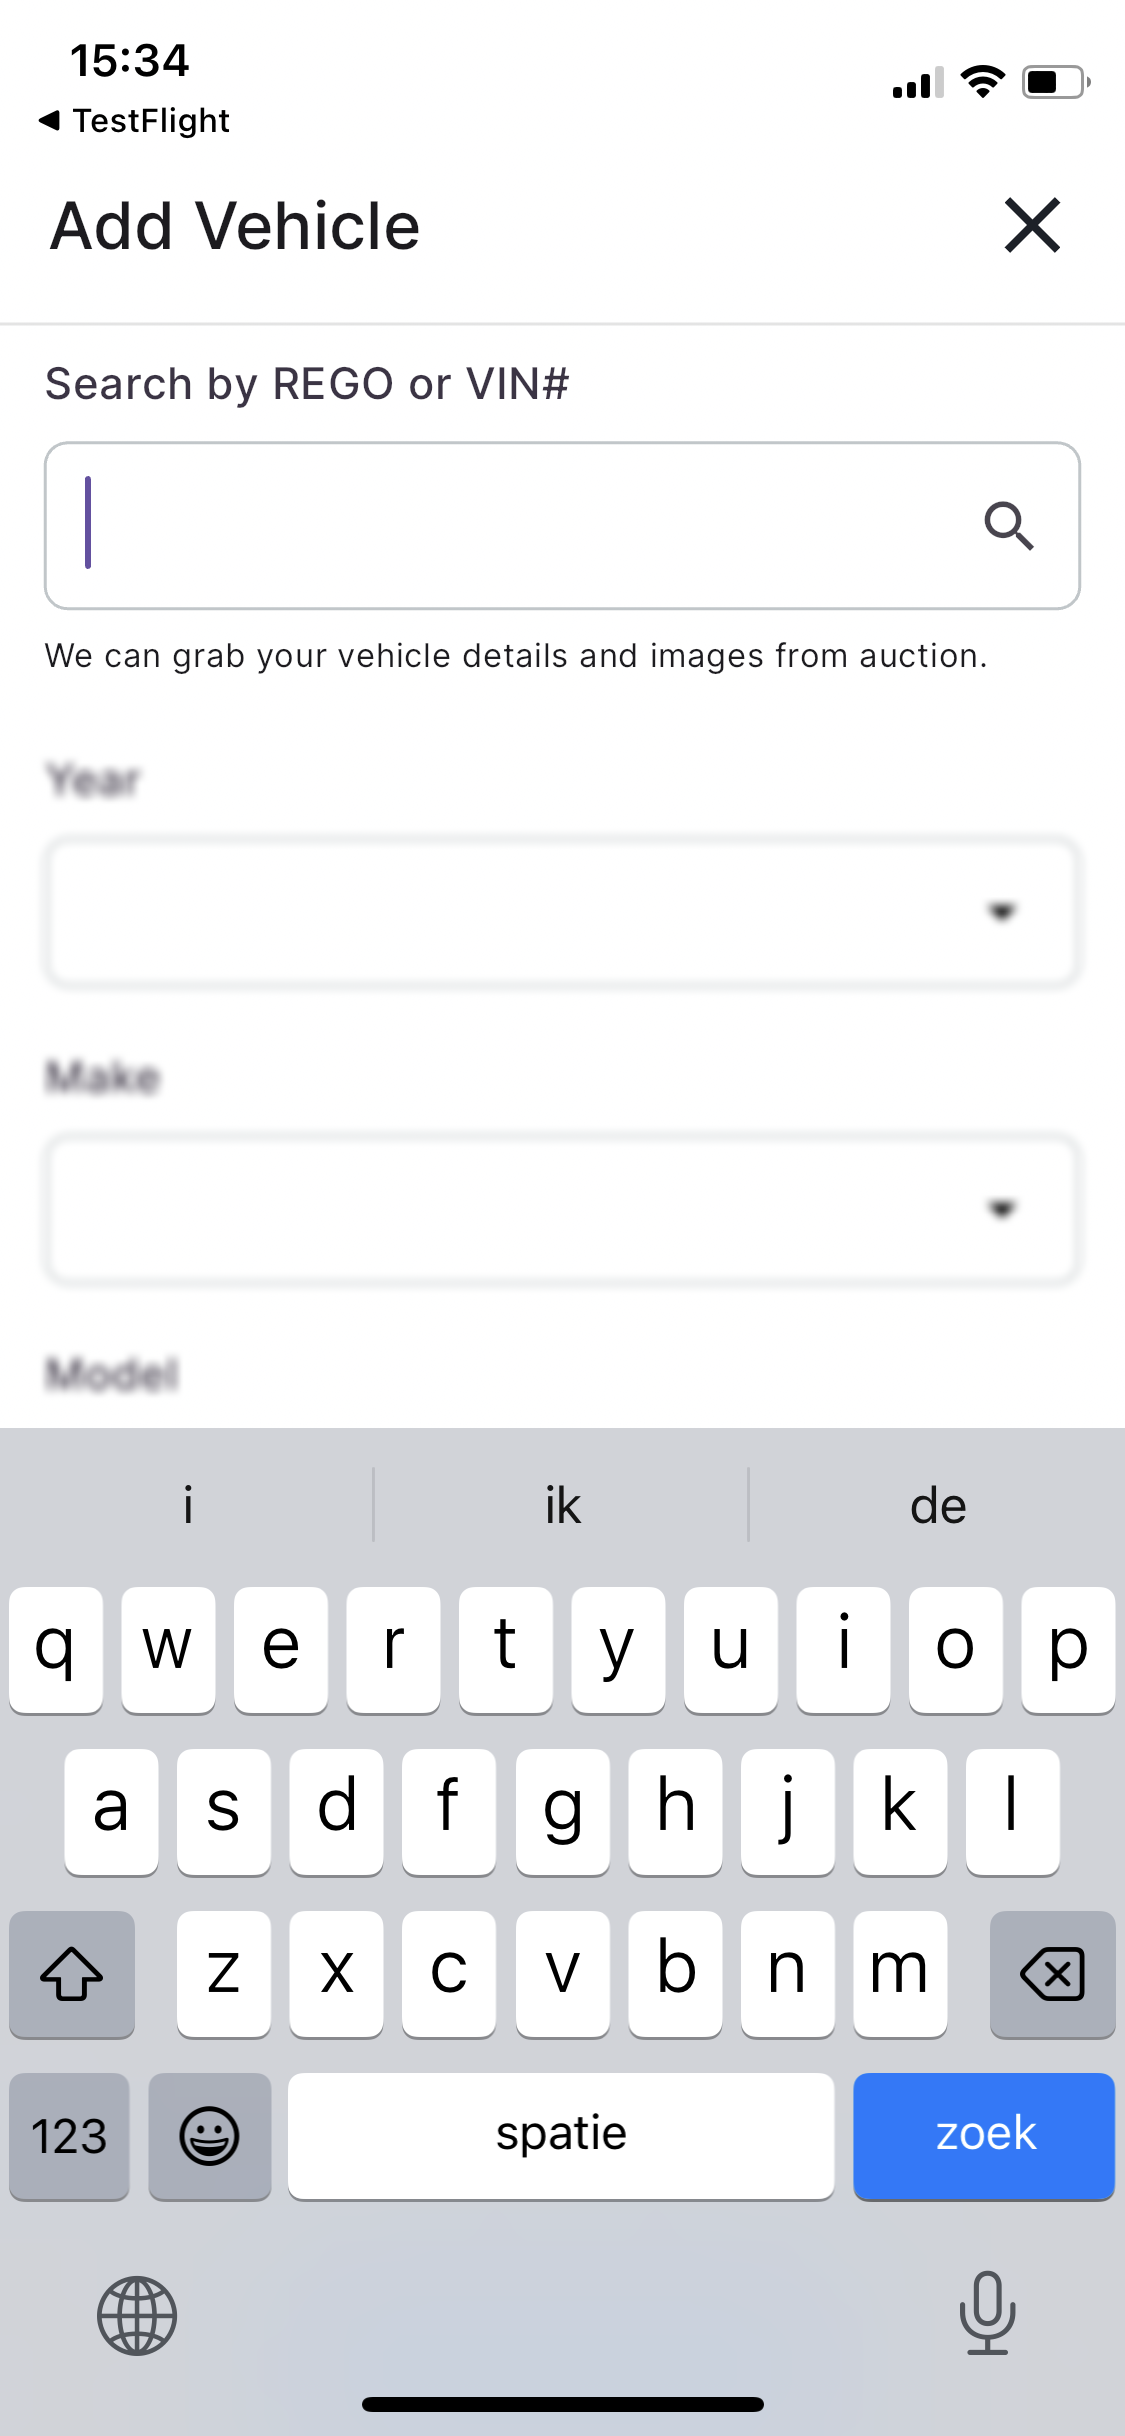 15:34
TestFlight
Add Vehicle
Search by REGO or VIN#
We can grab your vehicle details and images from auction.
Year
Make
Model
i ik de
q w e r t y u i o p
a s d f g h j k l
z x c v b n m
123 spatie zoek